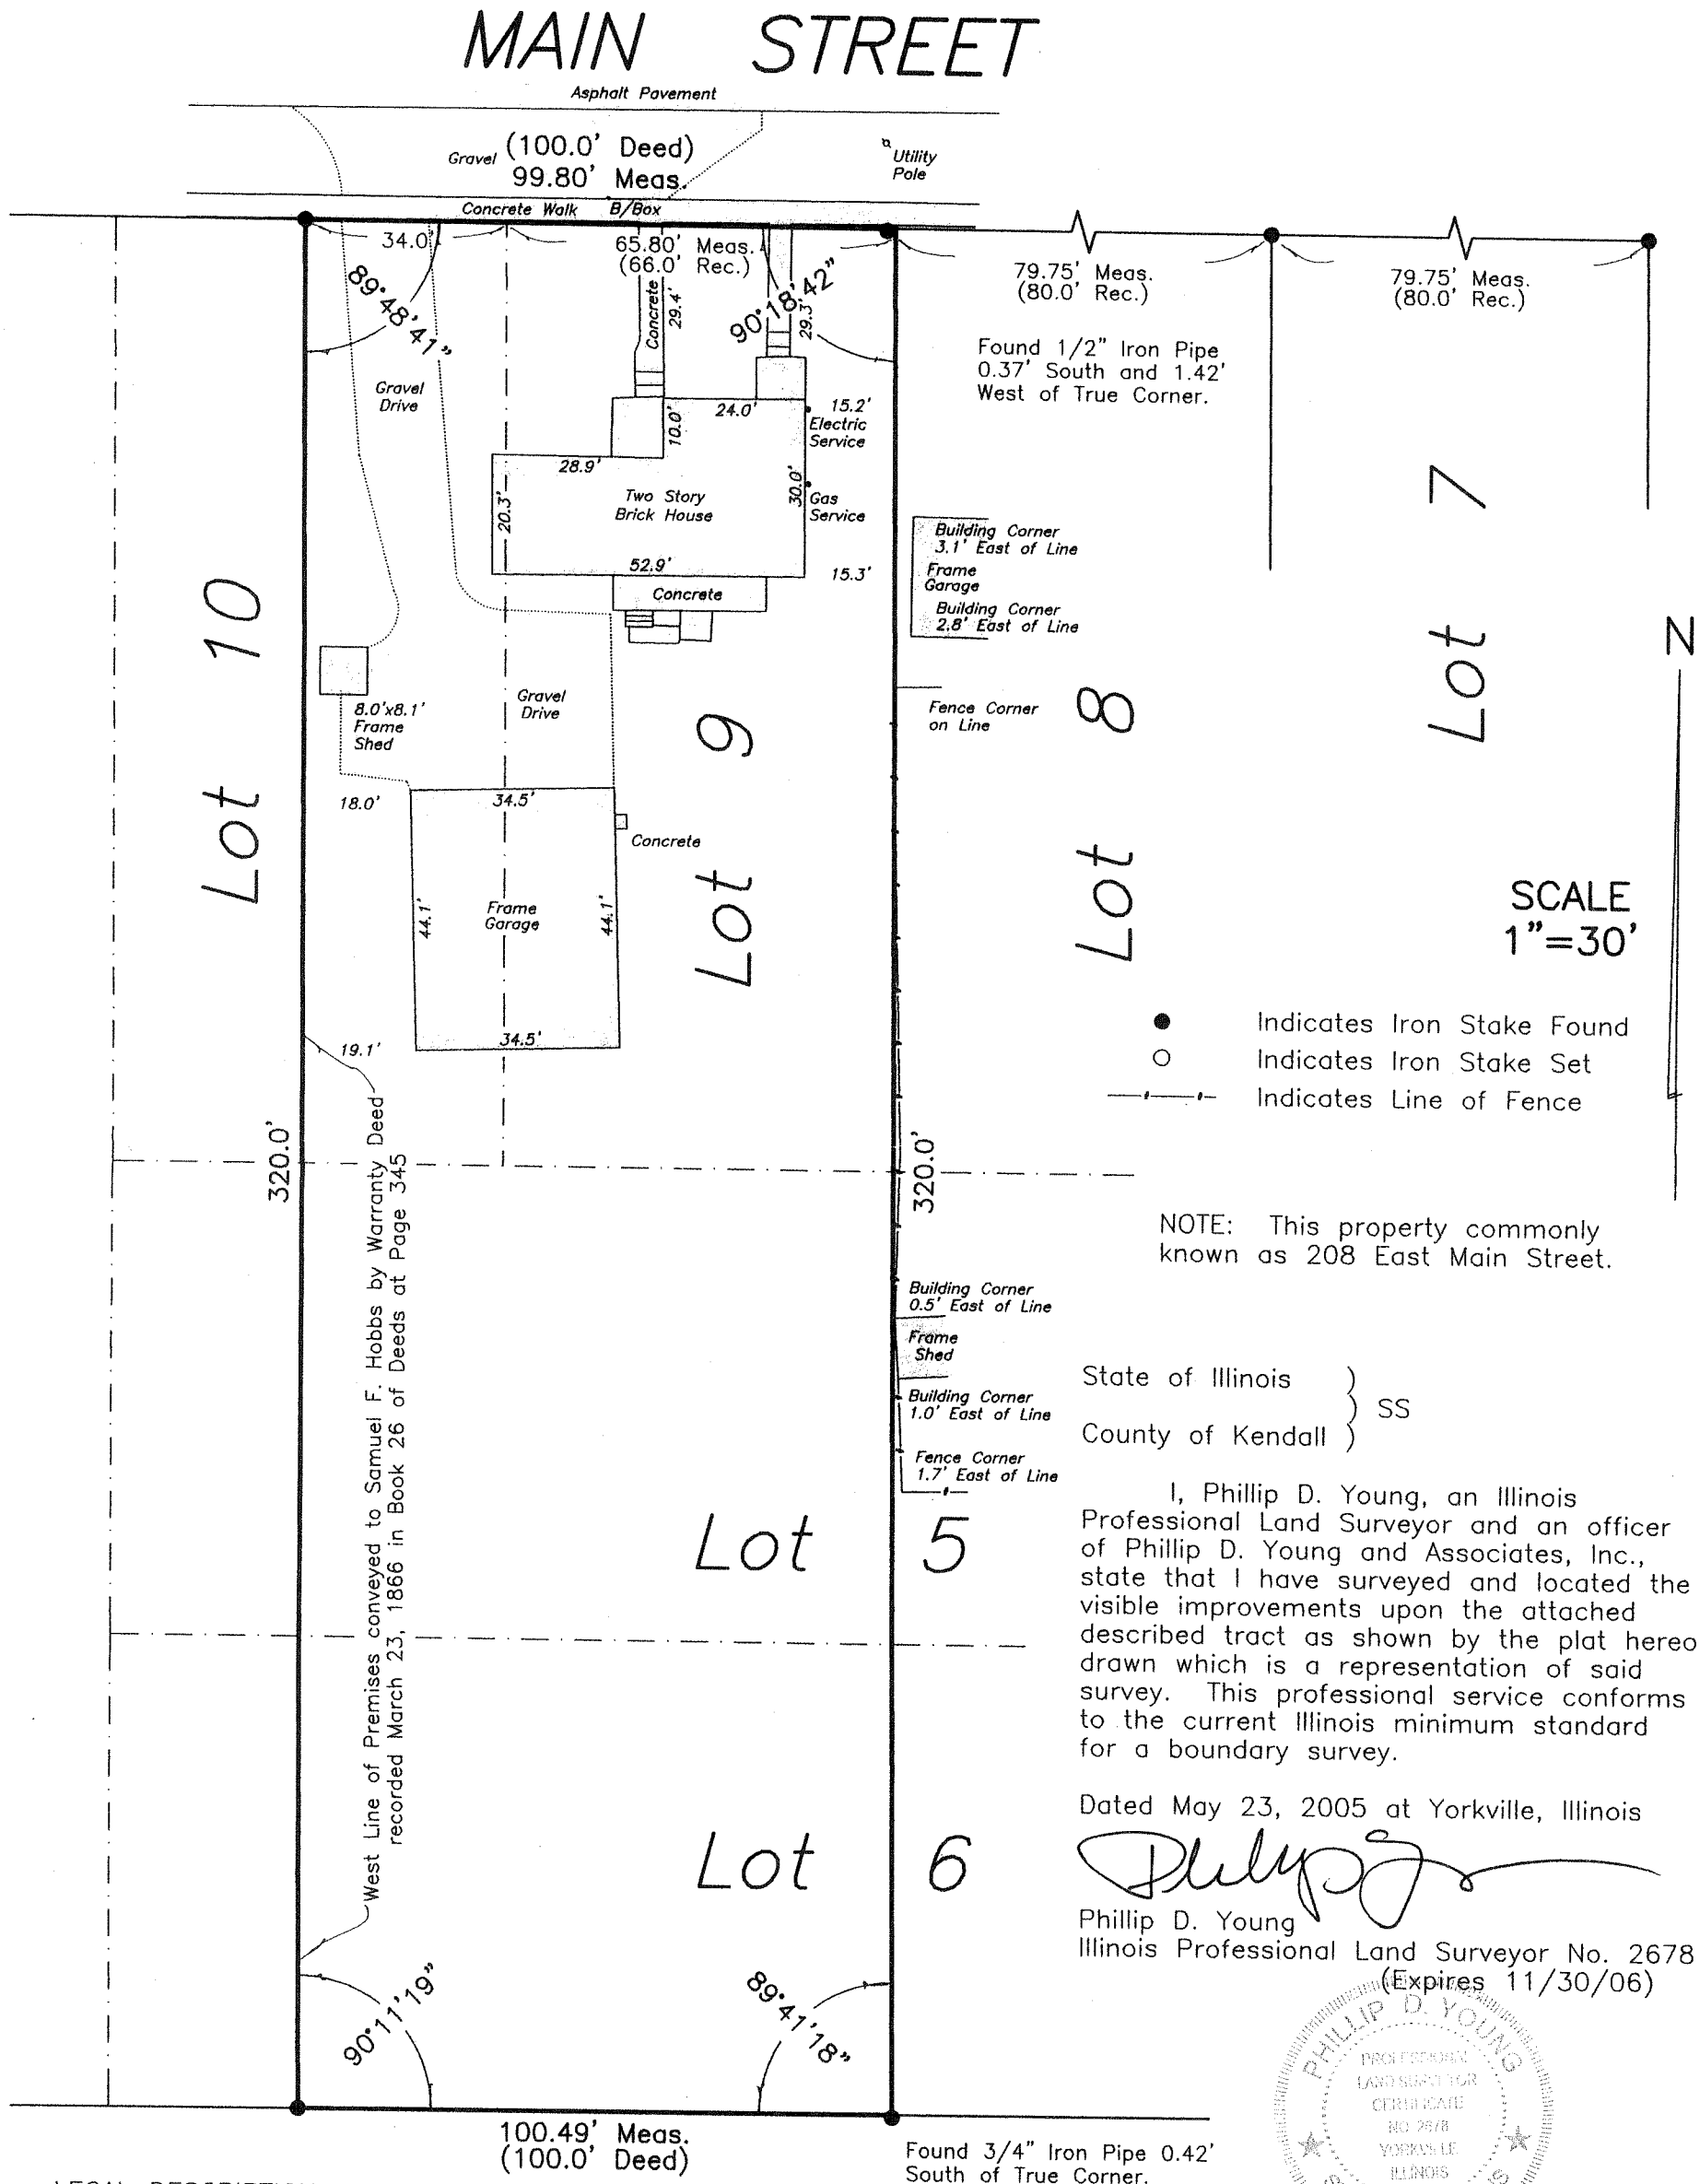 MAIN STREET
Asphalt Pavement
Gravel
(100.0' Deed)
99.80' Meas.
Utility
Pole
Concrete Walk B/Box
34.0'
65.80' Meas.
(66.0' Rec.)
79.75' Meas.
(80.0' Rec.)
79.75' Meas.
(80.0' Rec.)
89°48'41"
90°18'42"
Concrete
29.4'
29.3'
Found 1/2" Iron Pipe
0.37' South and 1.42'
West of True Corner.
Gravel
Drive
10.0'
24.0'
15.2'
Electric
Service
28.9'
20.3'
Two Story
Brick House
30.0'
Gas
Service
52.9'
15.3'
Concrete
Building Corner
3.1' East of Line
Frame
Garage
Building Corner
2.8' East of Line
Lot 10
Lot 9
Lot 8
Lot 7
N
8.0'x8.1'
Frame
Shed
Gravel
Drive
Fence Corner
on Line
18.0'
34.5'
Concrete
44.1'
Frame
Garage
44.1'
34.5'
19.1'
SCALE
1"=30'
Indicates Iron Stake Found
Indicates Iron Stake Set
Indicates Line of Fence
320.0'
320.0'
West Line of Premises conveyed to Samuel F. Hobbs by Warranty Deed
recorded March 23, 1866 in Book 26 of Deeds at Page 345
NOTE: This property commonly
known as 208 East Main Street.
Building Corner
0.5' East of Line
Frame
Shed
Building Corner
1.0' East of Line
Fence Corner
1.7' East of Line
State of Illinois )
) SS
County of Kendall )
Lot 5
I, Phillip D. Young, an Illinois
Professional Land Surveyor and an officer
of Phillip D. Young and Associates, Inc.,
state that I have surveyed and located the
visible improvements upon the attached
described tract as shown by the plat hereo
drawn which is a representation of said
survey. This professional service conforms
to the current Illinois minimum standard
for a boundary survey.
Dated May 23, 2005 at Yorkville, Illinois
Lot 6
Phillip D. Young
Illinois Professional Land Surveyor No. 2678
(Expires 11/30/06)
90°11'19"
89°41'18"
100.49' Meas.
(100.0' Deed)
Found 3/4" Iron Pipe 0.42'
South of True Corner.
PHILLIP D. YOUNG
PROFESSIONAL
LAND SURVEYOR
CERTIFICATE
NO. 2678
YORKVILLE
ILLINOIS